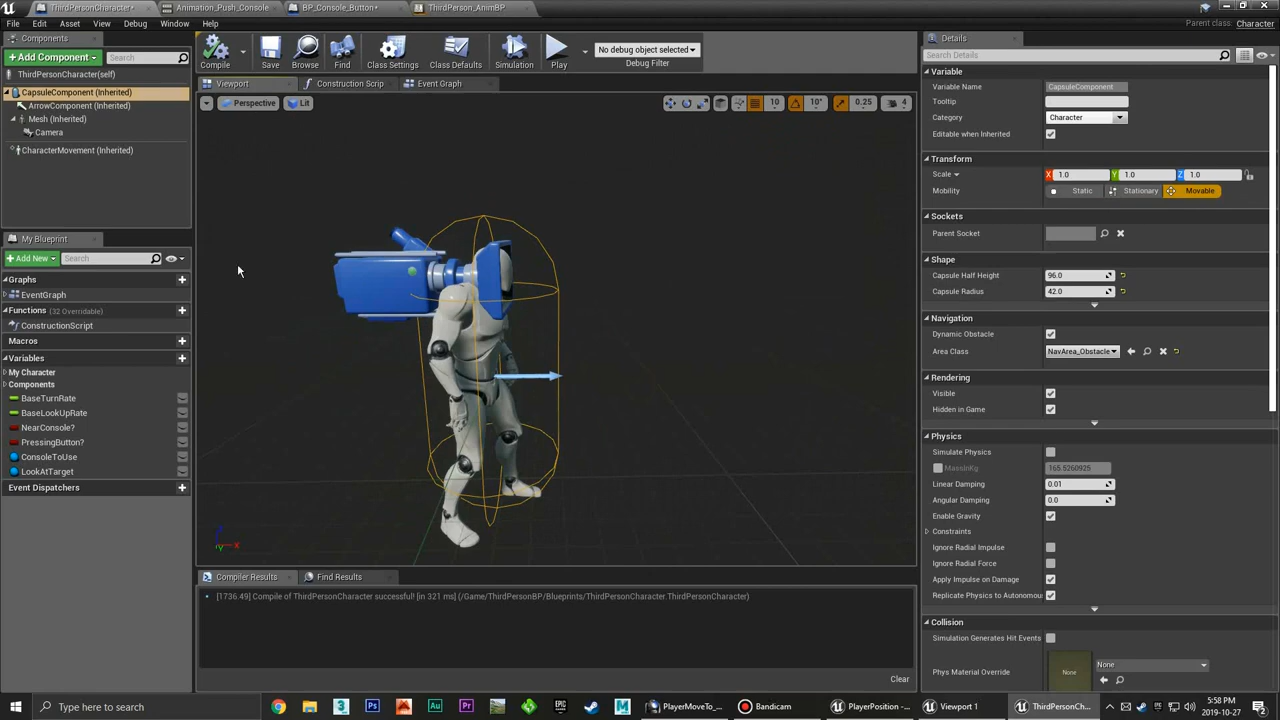 ThirdPersonCharacter*
Animation_Push_Console
BP_Console_Button*
ThirdPerson_AnimBP
File
Edit
Asset
View
Debug
Window
Help
Parent class: Character
Components
Add Component
Search
ThirdPersonCharacter(self)
CapsuleComponent (Inherited)
ArrowComponent (Inherited)
Mesh (Inherited)
Camera
CharacterMovement (Inherited)
My Blueprint
Add New
Search
Graphs
EventGraph
Functions (32 Overridable)
ConstructionScript
Macros
Variables
My Character
Components
BaseTurnRate
BaseLookUpRate
NearConsole?
PressingButton?
ConsoleToUse
LookAtTarget
Event Dispatchers
Compile
Save
Browse
Find
Class Settings
Class Defaults
Simulation
Play
No debug object selected
Debug Filter
Viewport
Construction Scrip
Event Graph
Perspective
Lit
10
10°
0.25
4
Compiler Results
Find Results
[1736.49] Compile of ThirdPersonCharacter successful! [in 321 ms] (/Game/ThirdPersonBP/Blueprints/ThirdPersonCharacter.ThirdPersonCharacter)
Clear
Details
Search Details
Variable
Variable Name CapsuleComponent
Tooltip
Category Character
Editable when Inherited
Transform
Scale X 1.0 Y 1.0 Z 1.0
Mobility Static Stationary Movable
Sockets
Parent Socket
Shape
Capsule Half Height 96.0
Capsule Radius 42.0
Navigation
Dynamic Obstacle
Area Class NavArea_Obstacle
Rendering
Visible
Hidden in Game
Physics
Simulate Physics
MassInKg 165.5260925
Linear Damping 0.01
Angular Damping 0.0
Enable Gravity
Constraints
Ignore Radial Impulse
Ignore Radial Force
Apply Impulse on Damage
Replicate Physics to Autonomou
Collision
Simulation Generates Hit Events
Phys Material Override None None
Type here to search
PlayerMoveTo_...
Bandicam
PlayerPosition -...
Viewport 1
ThirdPersonCh...
5:58 PM
2019-10-27